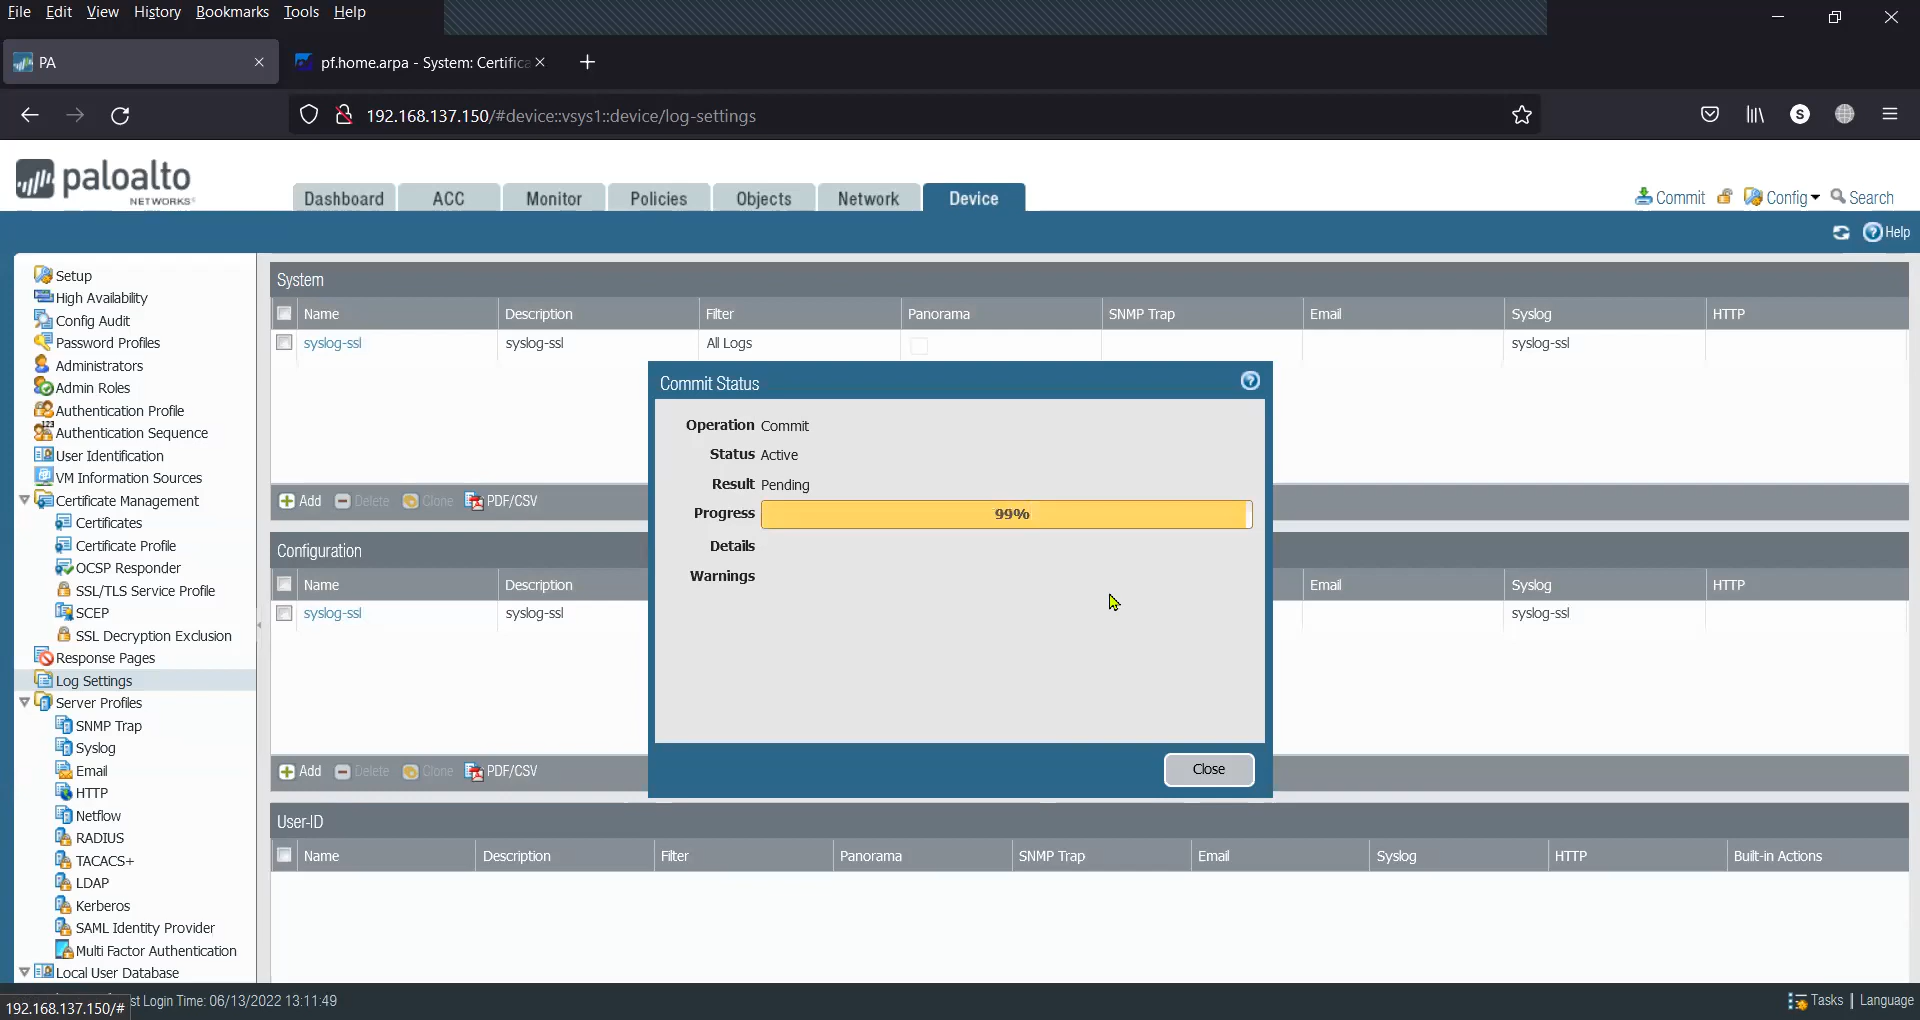 File Edit View History Bookmarks Tools Help
PA
pf.home.arpa - System: Certifica
192.168.137.150/#device::vsys1::device/log-settings
S
paloalto
NETWORKS
Dashboard ACC Monitor Policies Objects Network Device
Commit Config Search
Help
Setup
High Availability
Config Audit
Password Profiles
Administrators
Admin Roles
Authentication Profile
Authentication Sequence
User Identification
VM Information Sources
Certificate Management
Certificates
Certificate Profile
OCSP Responder
SSL/TLS Service Profile
SCEP
SSL Decryption Exclusion
Response Pages
Log Settings
Server Profiles
SNMP Trap
Syslog
Email
HTTP
Netflow
RADIUS
TACACS+
LDAP
Kerberos
SAML Identity Provider
Multi Factor Authentication
Local User Database
System
Name Description Filter Panorama SNMP Trap Email Syslog HTTP
syslog-ssl syslog-ssl All Logs syslog-ssl
Add Delete Clone PDF/CSV
Configuration
Name Description Email Syslog HTTP
syslog-ssl syslog-ssl syslog-ssl
Add Delete Clone PDF/CSV
User-ID
Name Description Filter Panorama SNMP Trap Email Syslog HTTP Built-in Actions
Commit Status
Operation Commit
Status Active
Result Pending
Progress 99%
Details
Warnings
Close
192.168.137.150/#
st Login Time: 06/13/2022 13:11:49
Tasks | Language